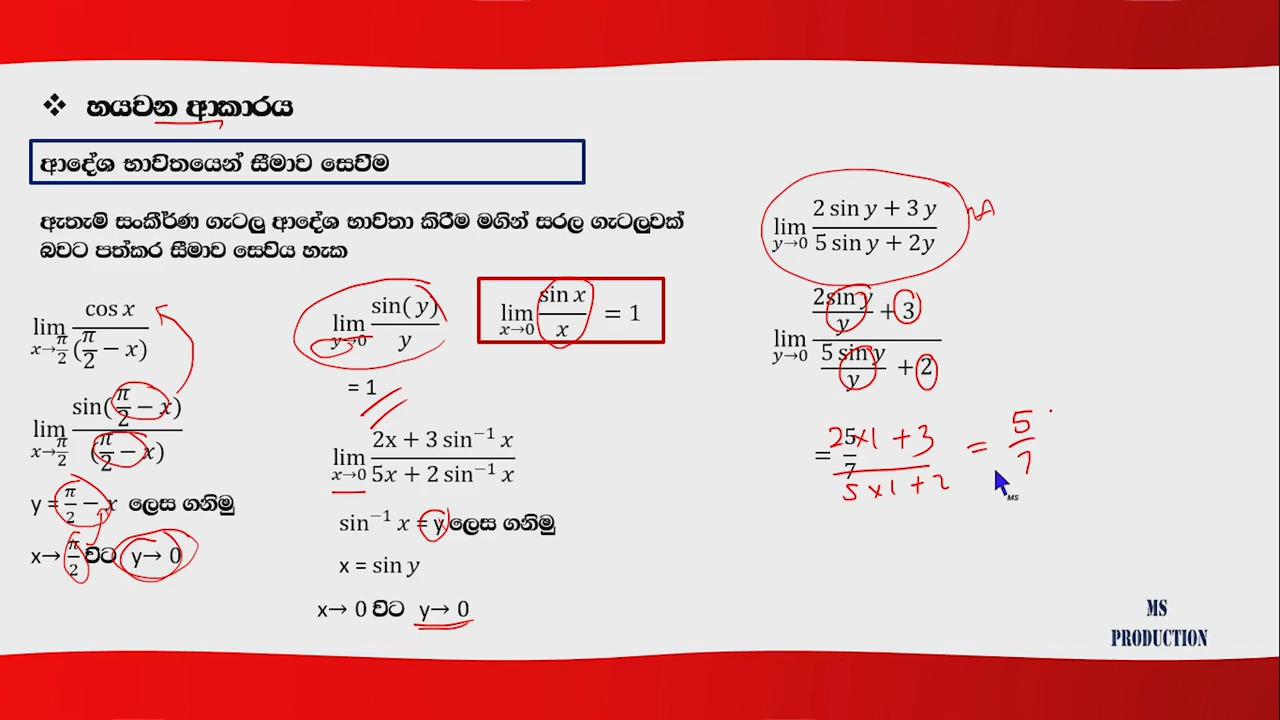 ❖ හයවන ආකාරය
ආදේශ භාවිතයෙන් සීමාව සෙවීම
ඇතැම් සංකීර්ණ ගැටලු ආදේශ භාවිතා කිරීම මගින් සරල ගැටලුවක්
බවට පත්කර සීමාව සෙවිය හැක
lim x→π/2 cos x / (π/2 − x)
lim x→π/2 sin(π/2 − x) / (π/2 − x)
y = π/2 − x ලෙස ගනිමු
x→ π/2 විට y→ 0
lim y→0 sin( y) / y
= 1
lim x→0 sin x / x = 1
lim x→0 2x + 3 sin⁻¹ x / 5x + 2 sin⁻¹ x
sin⁻¹ x = y ලෙස ගනිමු
x = sin y
x→ 0 විට y→ 0
lim y→0 2 sin y + 3 y / 5 sin y + 2y
lim y→0 (2 sin y / y + 3) / (5 sin y / y + 2)
= 5/7
2×1 + 3 / 5×1 + 2 = 5/7
MS
MS
PRODUCTION